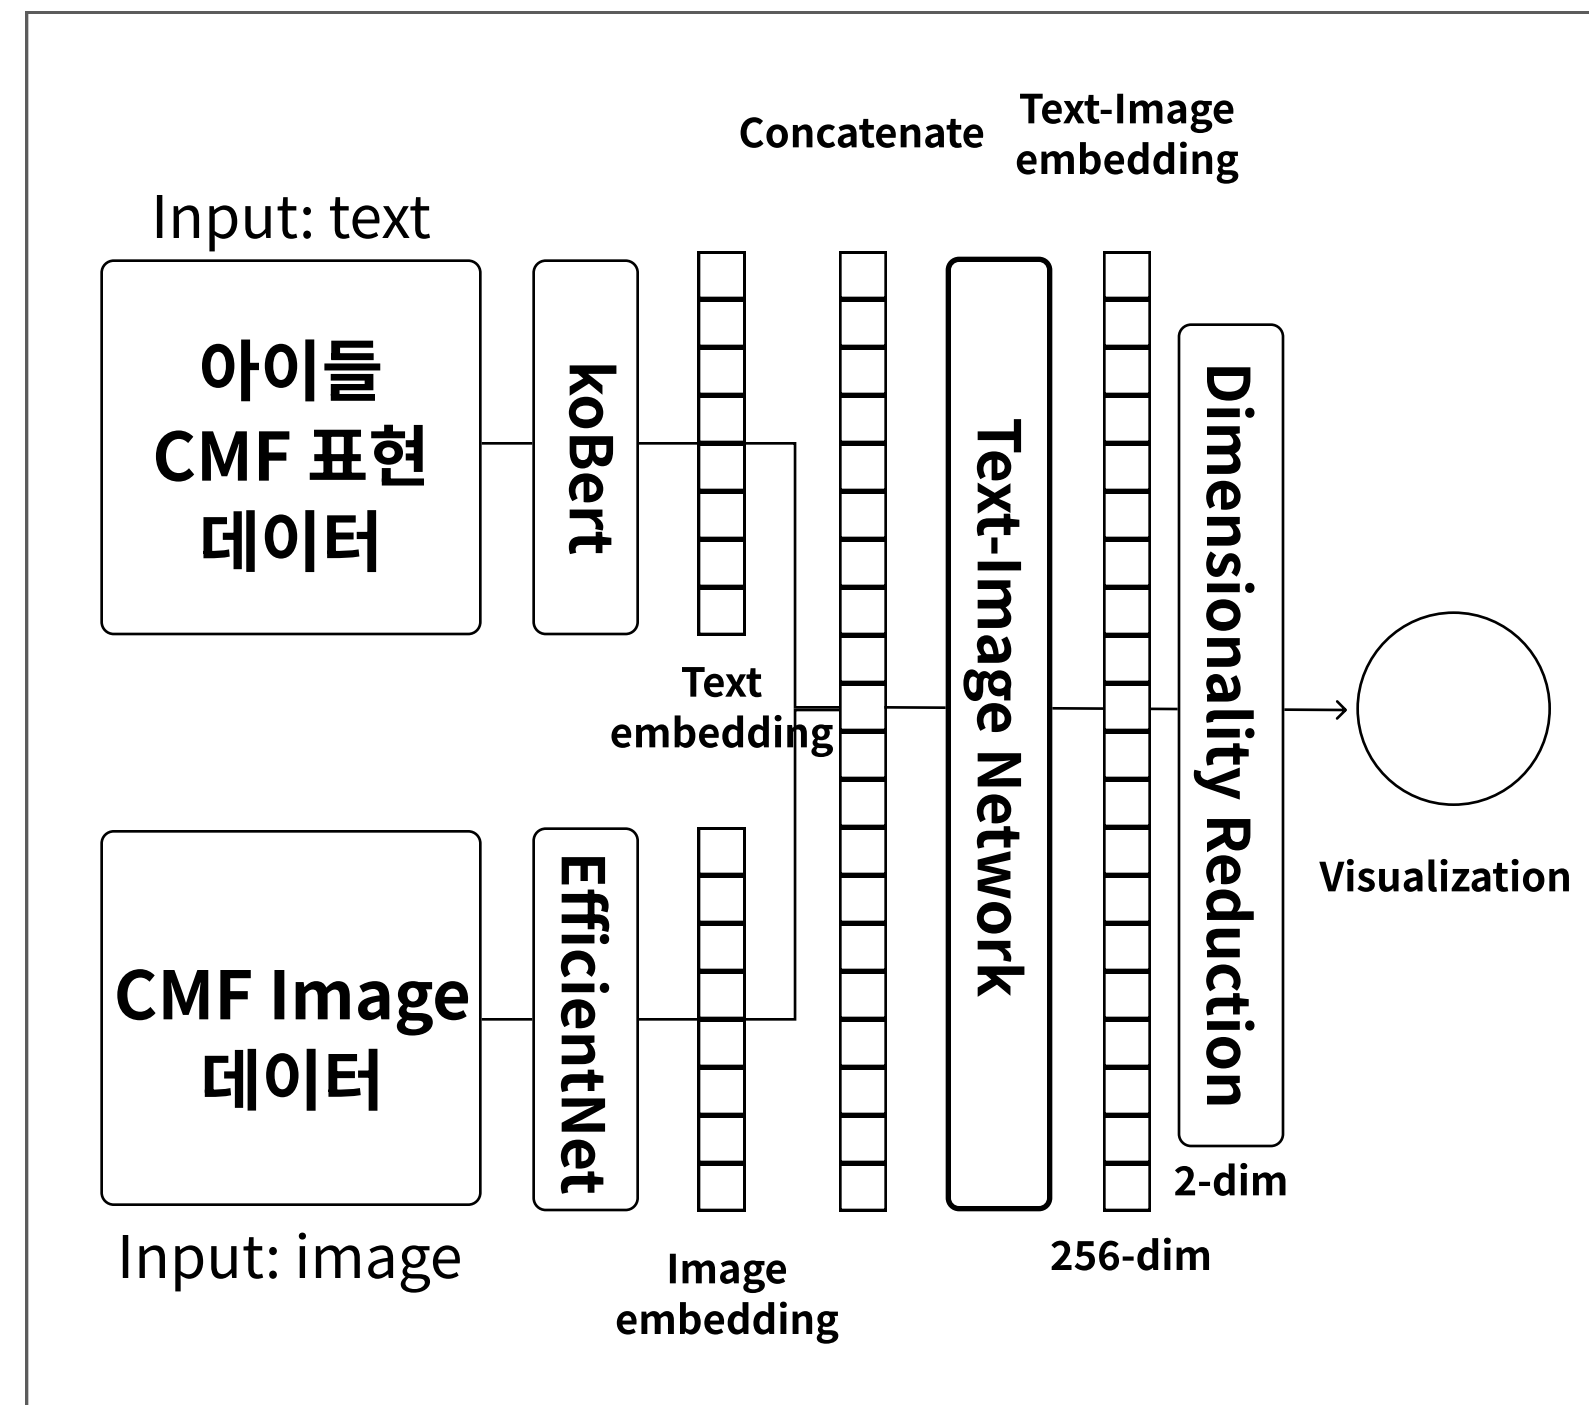 Concatenate
Text-Image
embedding
Input: text
아이들
CMF 표현
데이터
koBert
Text
embedding
Text-Image Network
Dimensionality Reduction
Visualization
CMF Image
데이터
EfficientNet
2-dim
256-dim
Input: image
Image
embedding